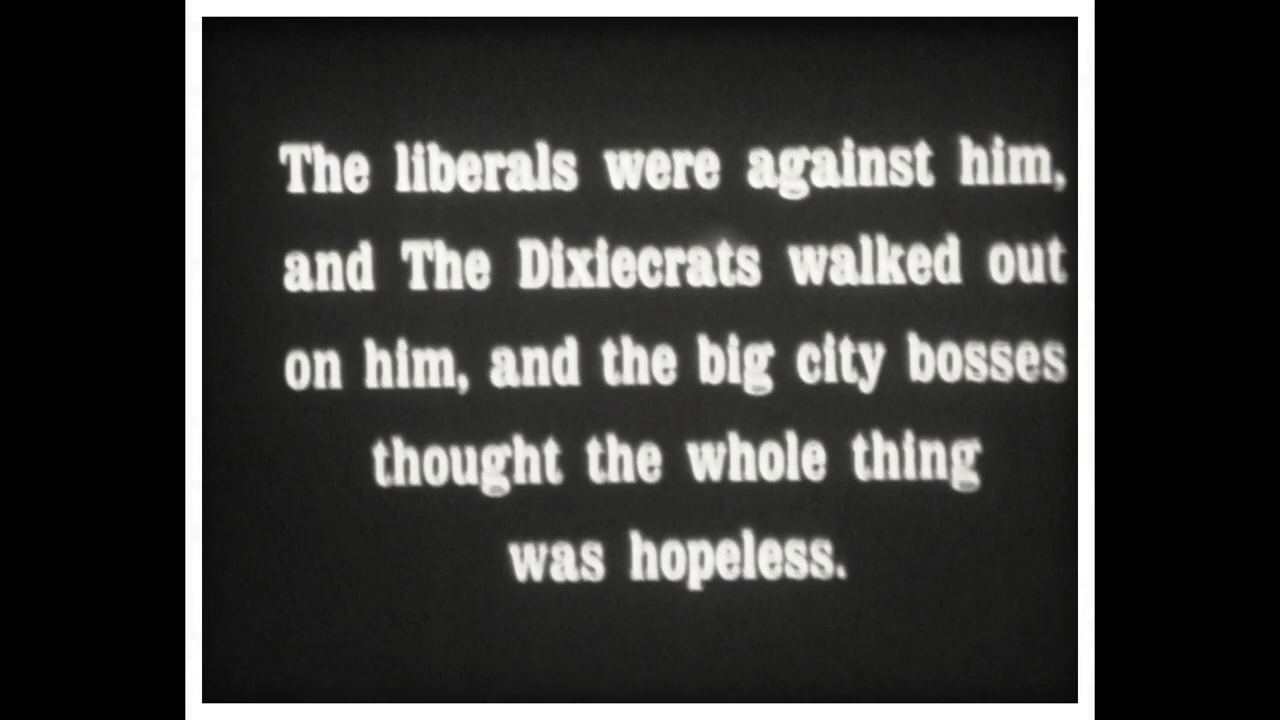 The liberals were against him,
and The Dixiecrats walked out
on him, and the big city bosses
thought the whole thing
was hopeless.